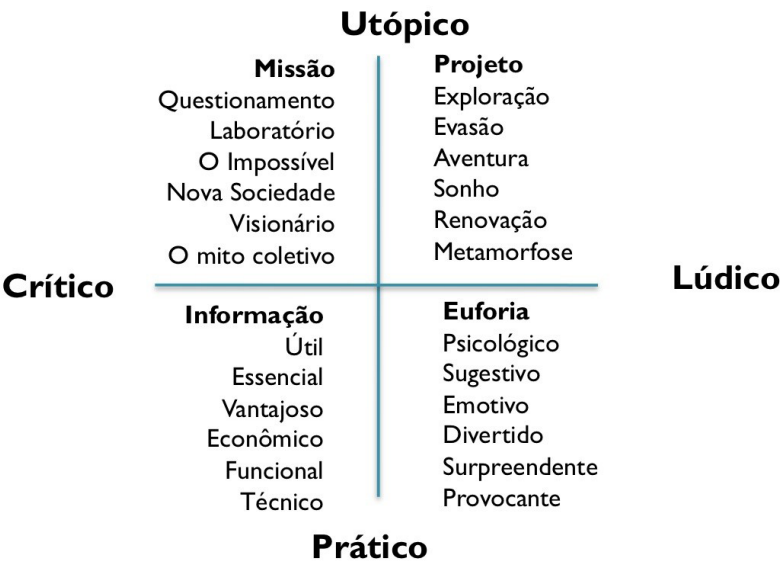 Utópico
Missão
Questionamento
Laboratório
O Impossível
Nova Sociedade
Visionário
O mito coletivo
Projeto
Exploração
Evasão
Aventura
Sonho
Renovação
Metamorfose
Crítico
Lúdico
Informação
Útil
Essencial
Vantajoso
Econômico
Funcional
Técnico
Euforia
Psicológico
Sugestivo
Emotivo
Divertido
Surpreendente
Provocante
Prático